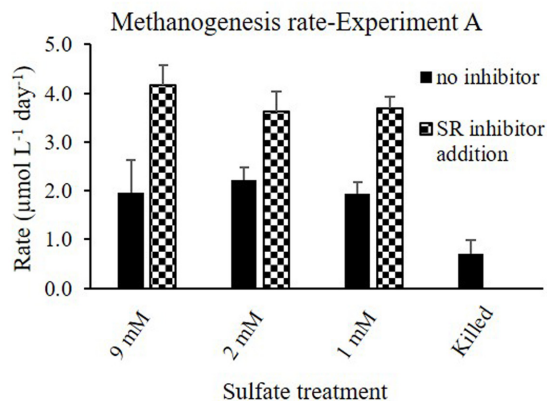 Methanogenesis rate-Experiment A
Rate (µmol L⁻¹ day⁻¹)
5.0
4.0
3.0
2.0
1.0
0.0
no inhibitor
SR inhibitor
addition
9 mM
2 mM
1 mM
Killed
Sulfate treatment